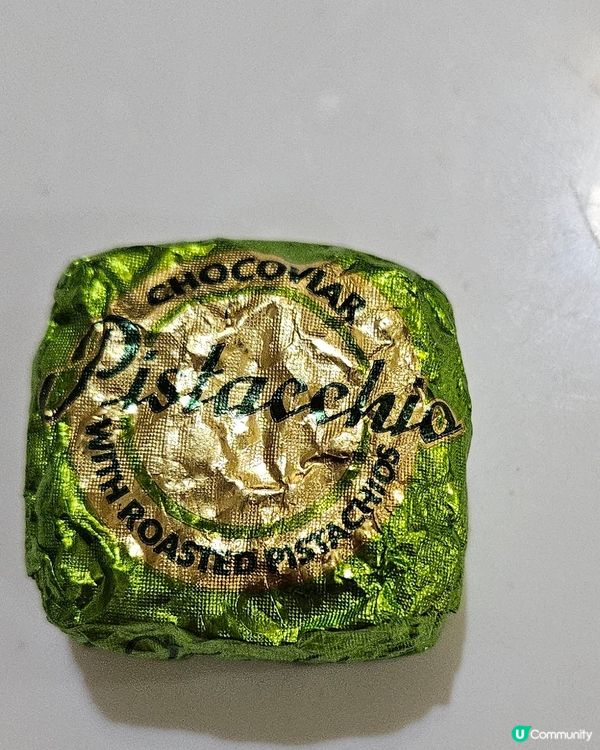 CHOCOVIAR
Pistacchio
WITH ROASTED PISTACHIOS
U Community